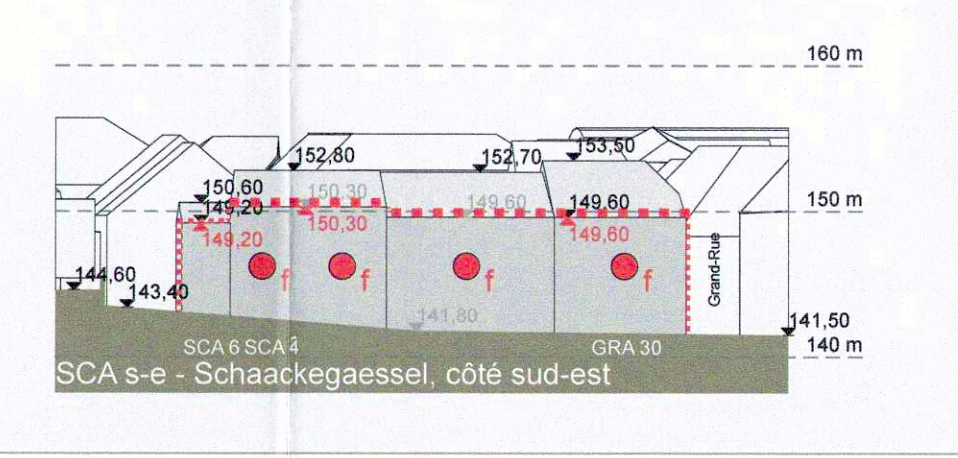 160 m
153,50
152,80
152,70
150,60
150,30
149,20
149,60
149,60
150 m
150,30
149,20
149,60
f
f
f
f
Grand-Rue
144,60
143,40
141,80
141,50
SCA 6 SCA 4
GRA 30
140 m
SCA s-e - Schaackegaessel, côté sud-est